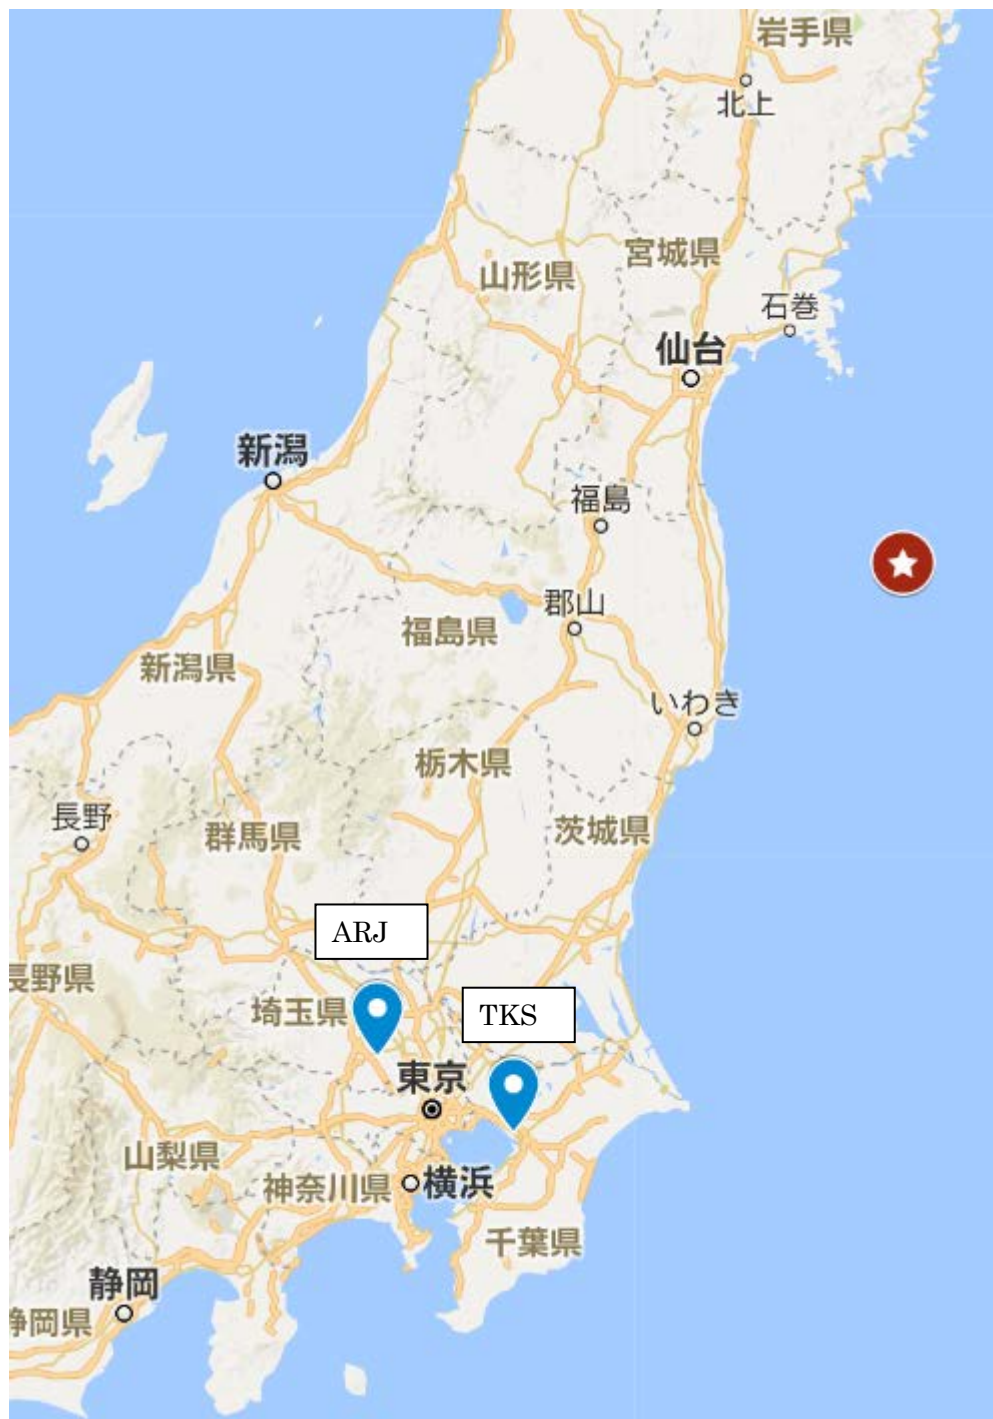 岩手県
北上
宮城県
山形県
石巻
仙台
新潟
福島
郡山
福島県
新潟県
いわき
栃木県
長野
群馬県
茨城県
ARJ
長野県
埼玉県
TKS
東京
山梨県
神奈川県
横浜
千葉県
静岡
静岡県